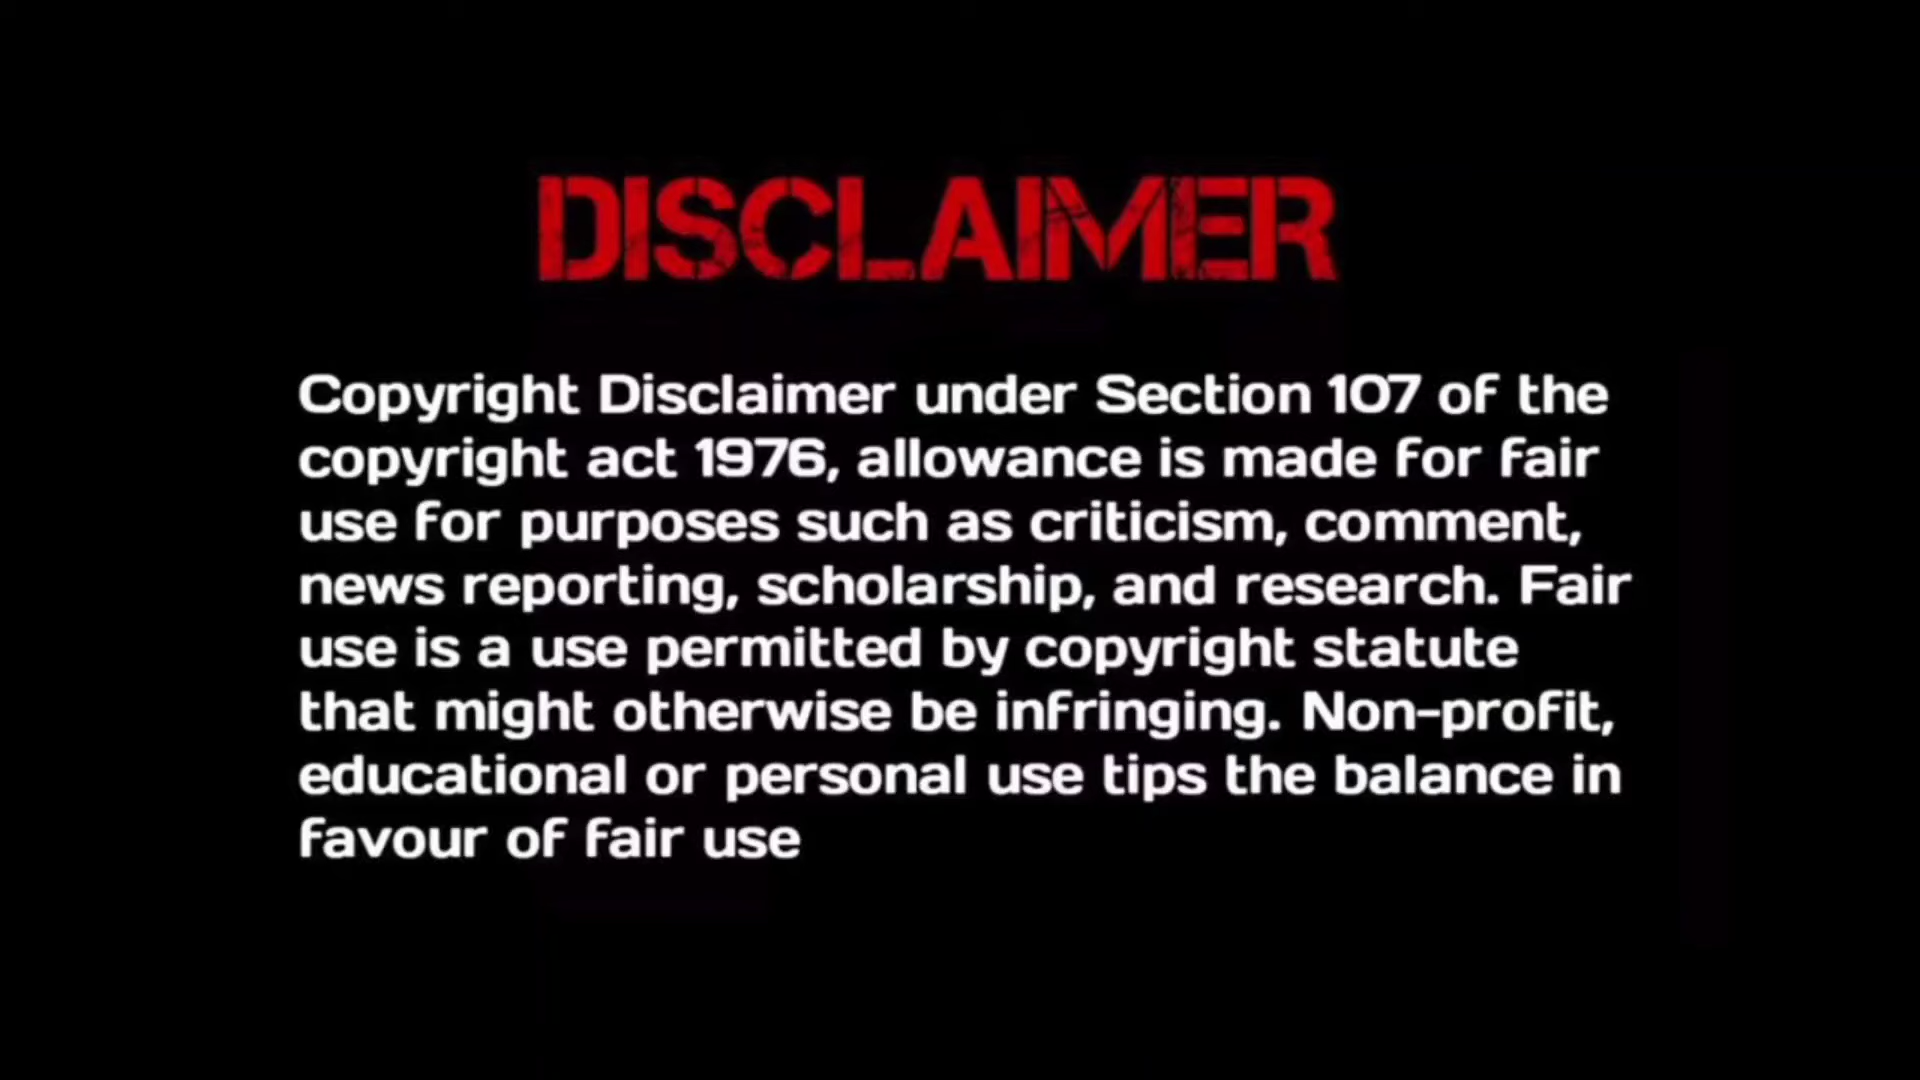 DISCLAIMER
Copyright Disclaimer under Section 107 of the
copyright act 1976, allowance is made for fair
use for purposes such as criticism, comment,
news reporting, scholarship, and research. Fair
use is a use permitted by copyright statute
that might otherwise be infringing. Non-profit,
educational or personal use tips the balance in
favour of fair use